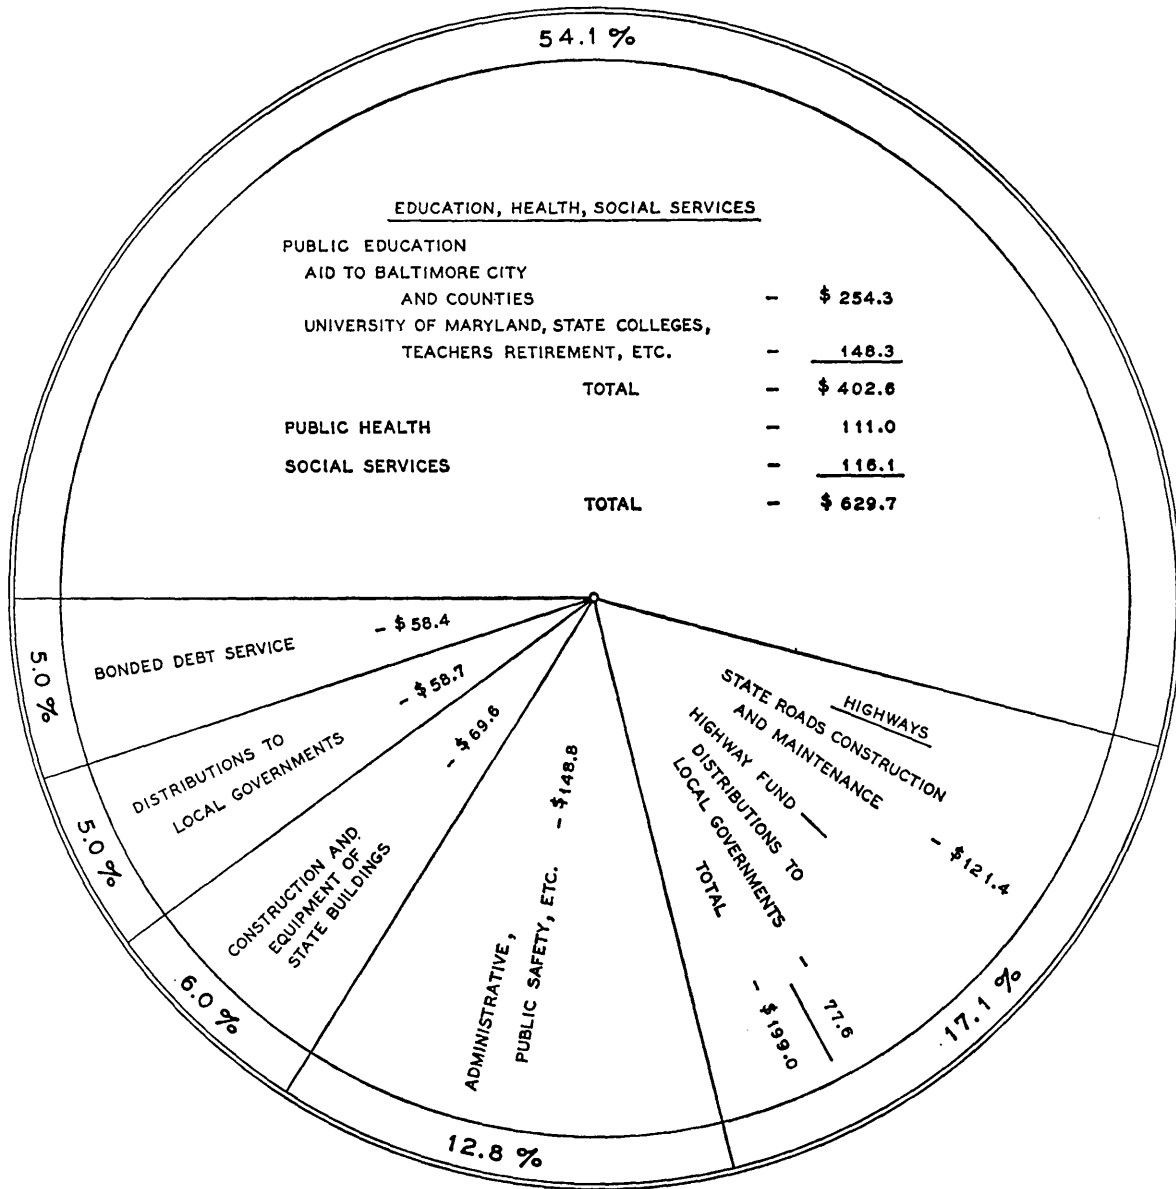 54.1 %
EDUCATION, HEALTH, SOCIAL SERVICES
PUBLIC EDUCATION
AID TO BALTIMORE CITY
AND COUNTIES - $ 254.3
UNIVERSITY OF MARYLAND, STATE COLLEGES,
TEACHERS RETIREMENT, ETC. - 148.3
TOTAL - $ 402.6
PUBLIC HEALTH - 111.0
SOCIAL SERVICES - 116.1
TOTAL - $ 629.7
BONDED DEBT SERVICE - $ 58.4
5.0 %
DISTRIBUTIONS TO
LOCAL GOVERNMENTS - $ 58.7
5.0 %
CONSTRUCTION AND
EQUIPMENT OF
STATE BUILDINGS - $ 69.6
6.0 %
ADMINISTRATIVE,
PUBLIC SAFETY, ETC. - $148.8
12.8 %
HIGHWAYS
STATE ROADS CONSTRUCTION
AND MAINTENANCE - $121.4
HIGHWAY FUND —
DISTRIBUTIONS TO
LOCAL GOVERNMENTS - 77.6
TOTAL - $199.0
17.1 %